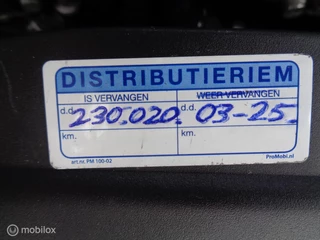 DISTRIBUTIERIEM
IS VERVANGEN WEER VERVANGEN
d.d. 230.020. d.d. 03-25.
km. km.
art.nr. PM 100-02 ProMobi.nl
mobilox